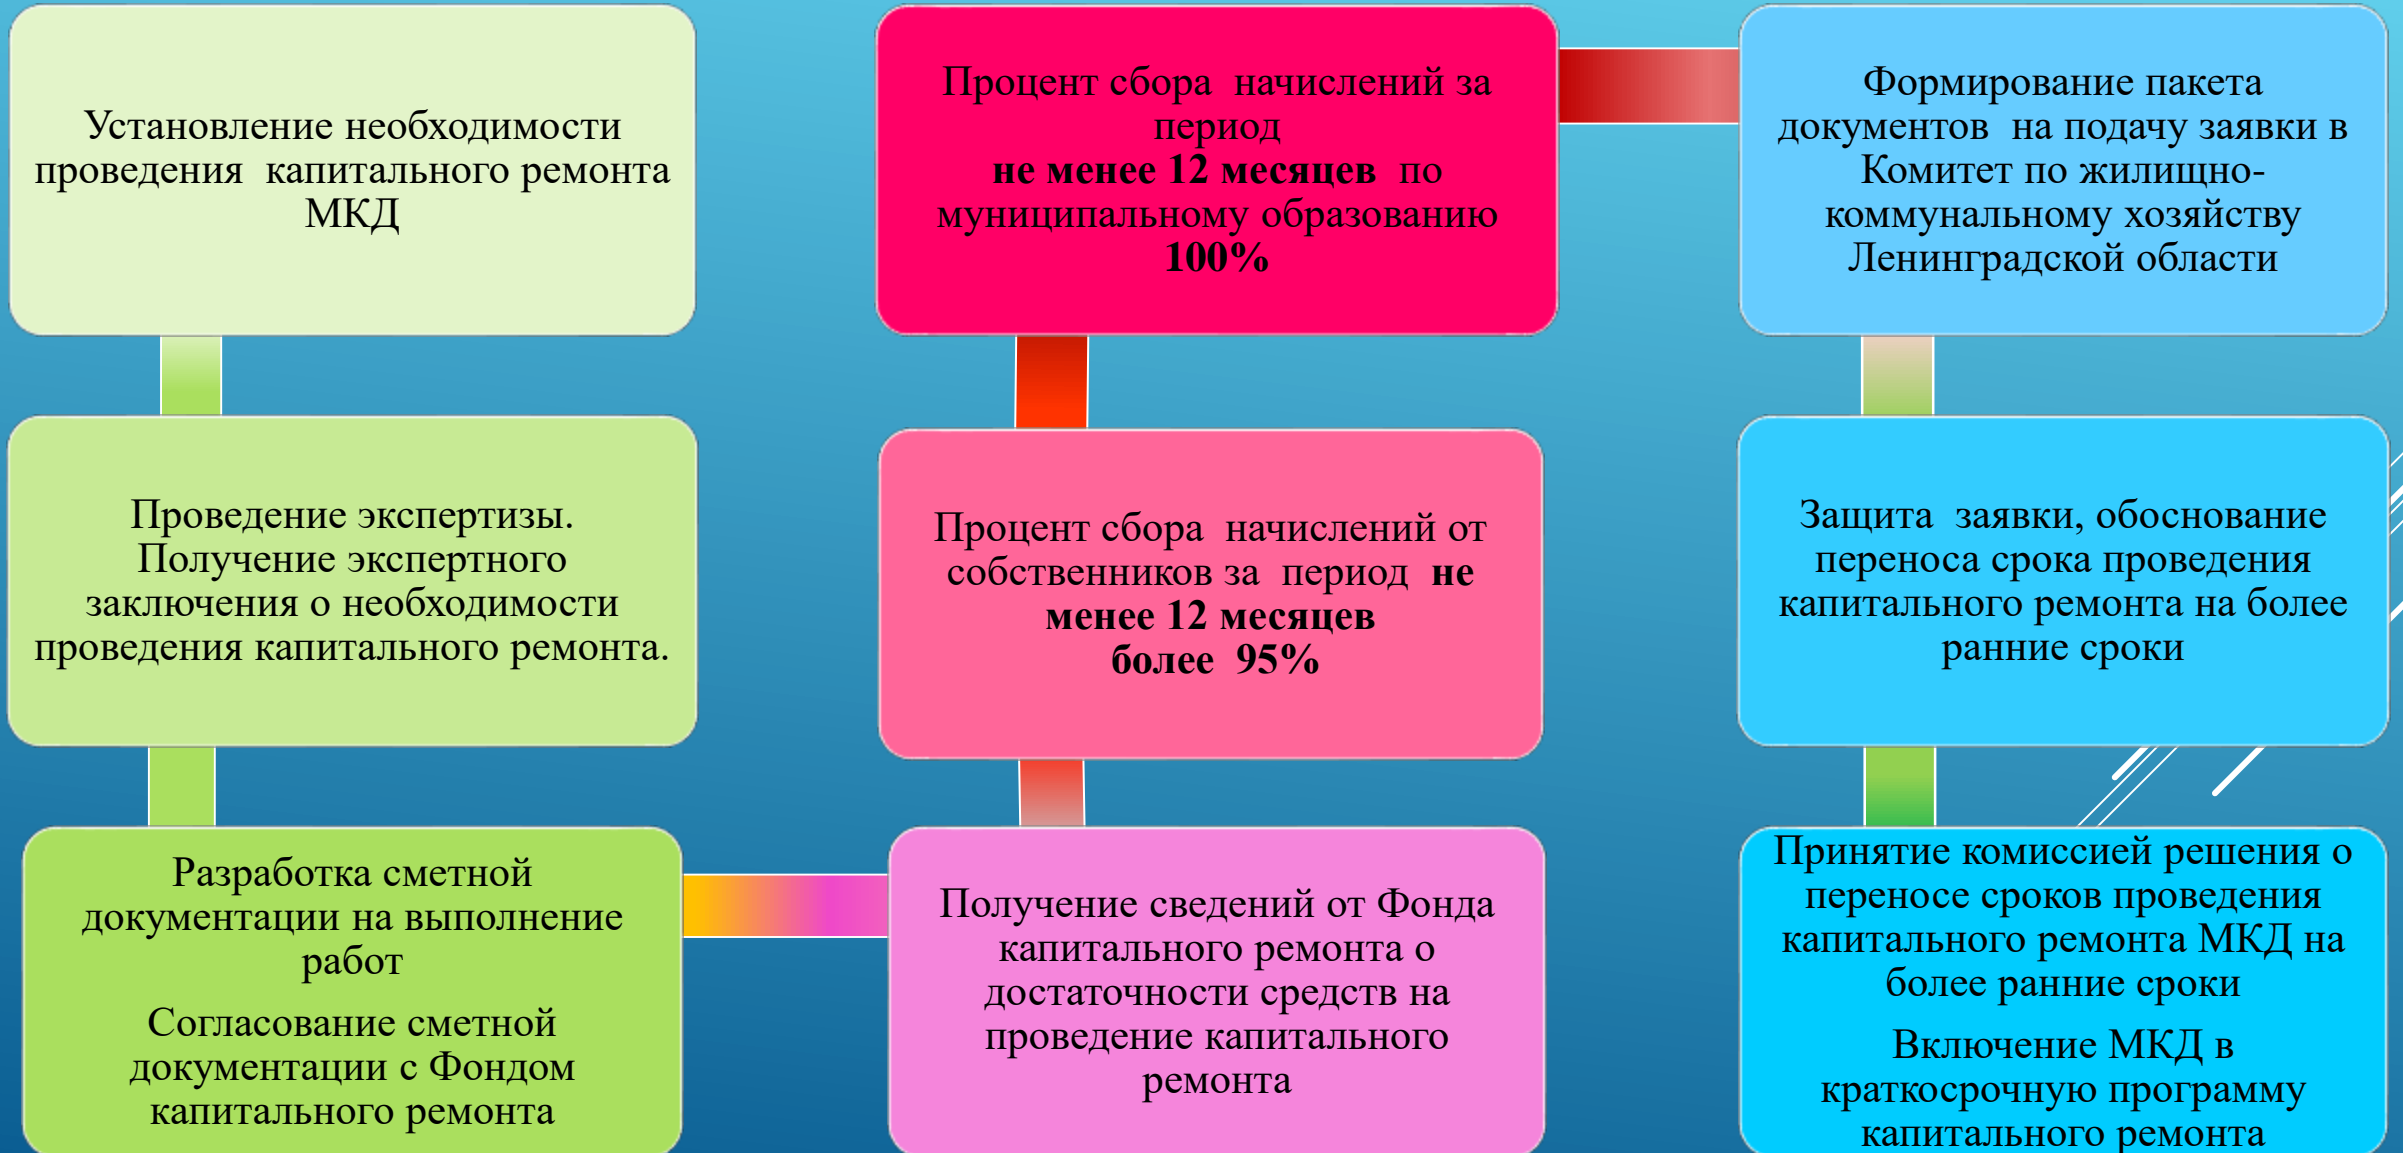 Установление необходимости
проведения  капитального ремонта
МКД
Проведение экспертизы.
Получение экспертного
заключения о необходимости
проведения капитального ремонта.
Разработка сметной
документации на выполнение
работ
Согласование сметной
документации с Фондом
капитального ремонта
Получение сведений от Фонда
капитального ремонта о
достаточности средств на
проведение капитального
ремонта
Процент сбора  начислений от
собственников за  период  не
менее 12 месяцев
более  95%
Процент сбора  начислений за
период
не менее 12 месяцев  по
муниципальному образованию
100%
Формирование пакета
документов  на подачу заявки в
Комитет по жилищно-
коммунальному хозяйству
Ленинградской области
Защита  заявки, обоснование
переноса срока проведения
капитального ремонта на более
ранние сроки
Принятие комиссией решения о
переносе сроков проведения
капитального ремонта МКД на
более ранние сроки
Включение МКД в
краткосрочную программу
капитального ремонта